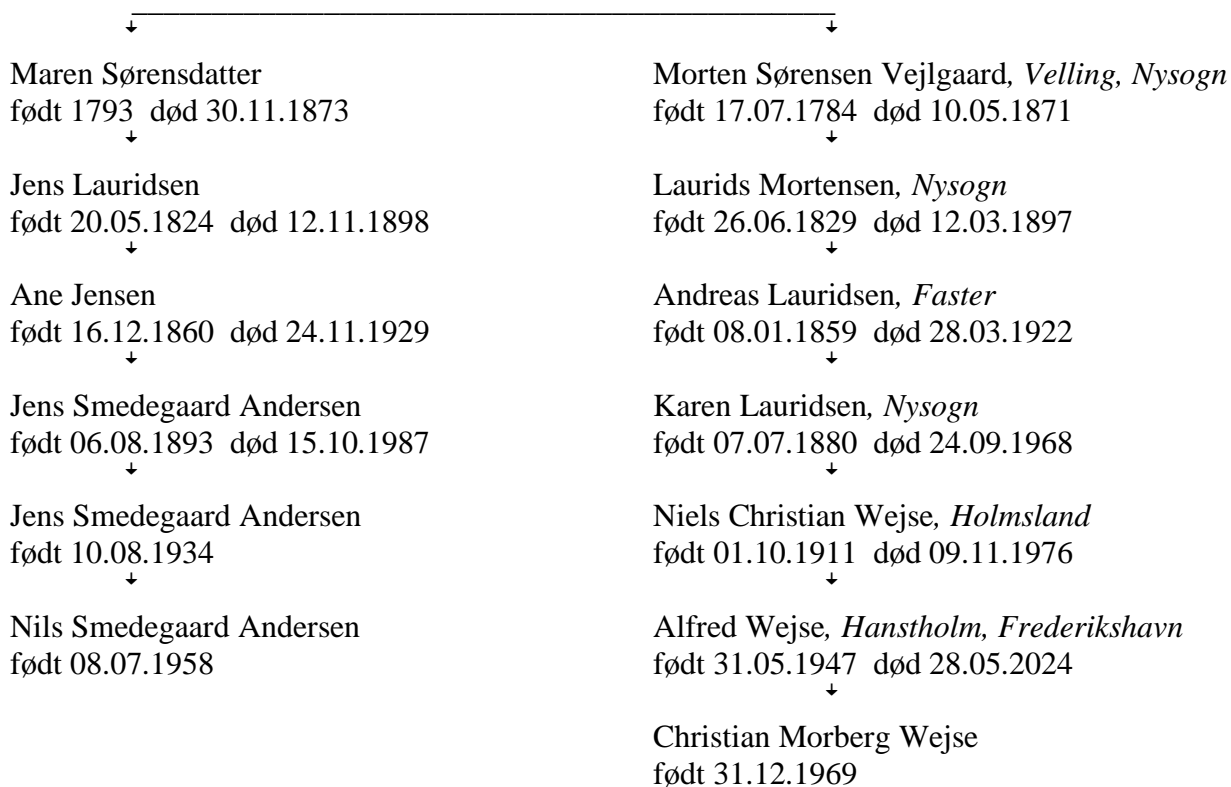 Maren Sørensdatter
født 1793  død 30.11.1873
Jens Lauridsen
født 20.05.1824  død 12.11.1898
Ane Jensen
født 16.12.1860  død 24.11.1929
Jens Smedegaard Andersen
født 06.08.1893  død 15.10.1987
Jens Smedegaard Andersen
født 10.08.1934
Nils Smedegaard Andersen
født 08.07.1958
Morten Sørensen Vejlgaard, Velling, Nysogn
født 17.07.1784  død 10.05.1871
Laurids Mortensen, Nysogn
født 26.06.1829  død 12.03.1897
Andreas Lauridsen, Faster
født 08.01.1859  død 28.03.1922
Karen Lauridsen, Nysogn
født 07.07.1880  død 24.09.1968
Niels Christian Wejse, Holmsland
født 01.10.1911  død 09.11.1976
Alfred Wejse, Hanstholm, Frederikshavn
født 31.05.1947  død 28.05.2024
Christian Morberg Wejse
født 31.12.1969